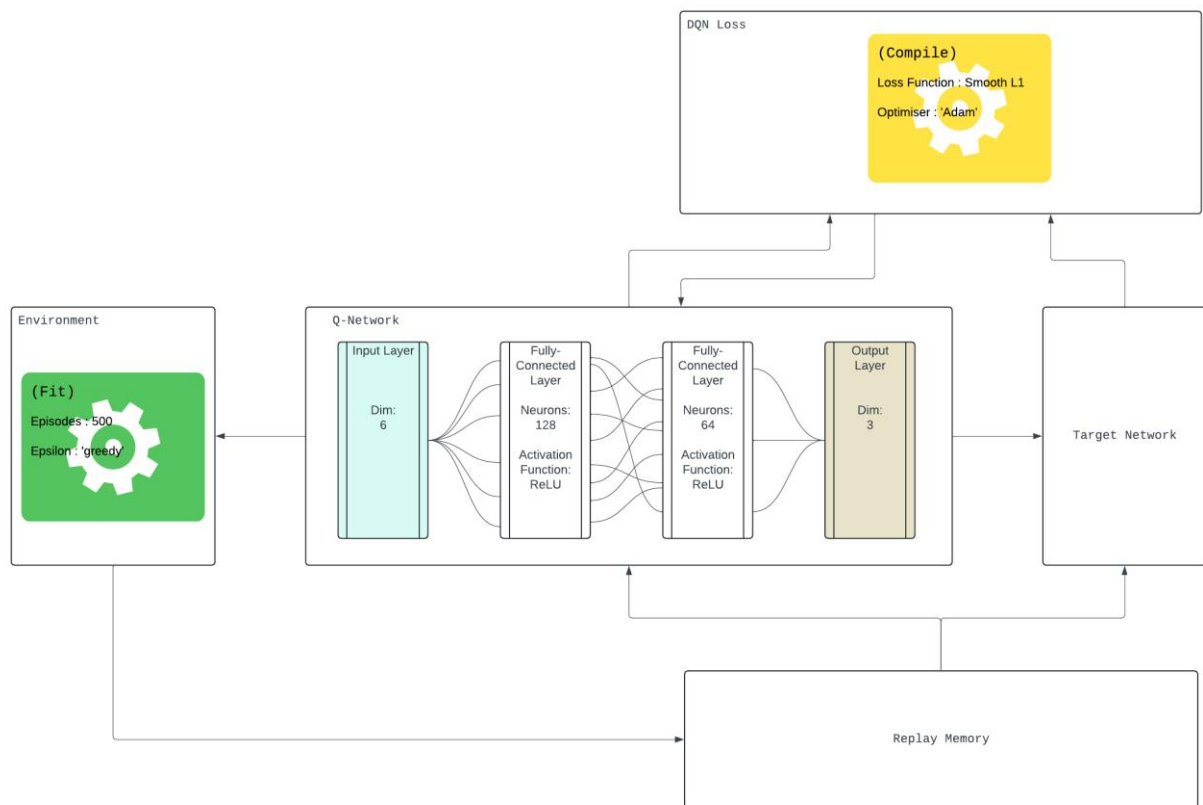 DQN Loss
(Compile)
Loss Function : Smooth L1
Optimiser : 'Adam'
Environment
(Fit)
Episodes : 500
Epsilon : 'greedy'
Q-Network
Input Layer
Dim:
6
Fully-
Connected
Layer
Neurons:
128
Activation
Function:
ReLU
Fully-
Connected
Layer
Neurons:
64
Activation
Function:
ReLU
Output
Layer
Dim:
3
Target Network
Replay Memory